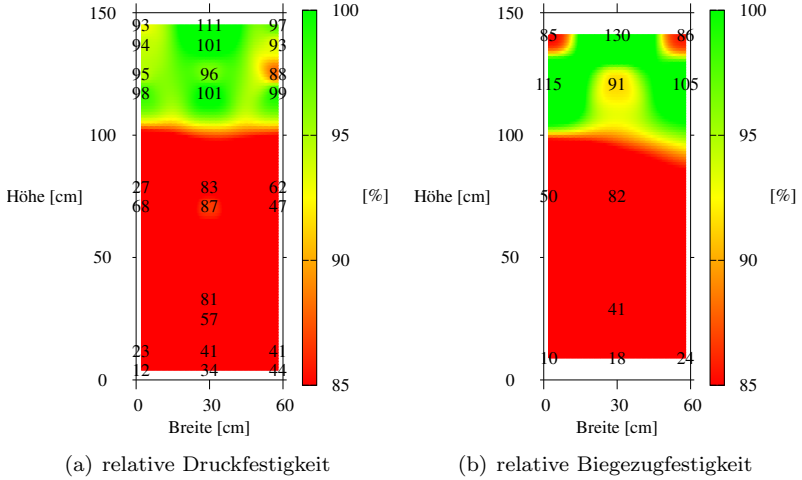 150
93 111 97
94 101 93
95 96 88
98 101 99
100
27 83 62
68 87 47
50
81
57
23 41 41
12 34 44
0
0 30 60
Höhe [cm]
Breite [cm]
100
95
90
85
[%]
(a) relative Druckfestigkeit
150
85 130 86
115 91 105
100
50 82
50
41
10 18 24
0
0 30 60
Höhe [cm]
Breite [cm]
100
95
90
85
[%]
(b) relative Biegezugfestigkeit